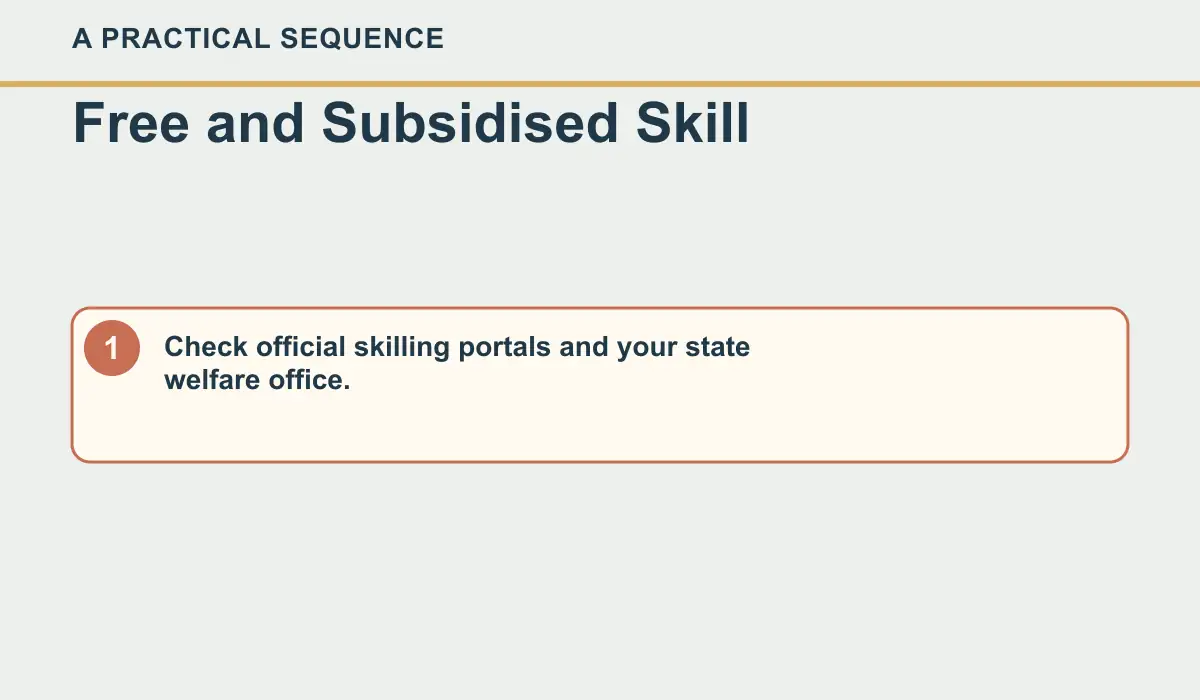 A PRACTICAL SEQUENCE
Free and Subsidised Skill
1
Check official skilling portals and your state
welfare office.